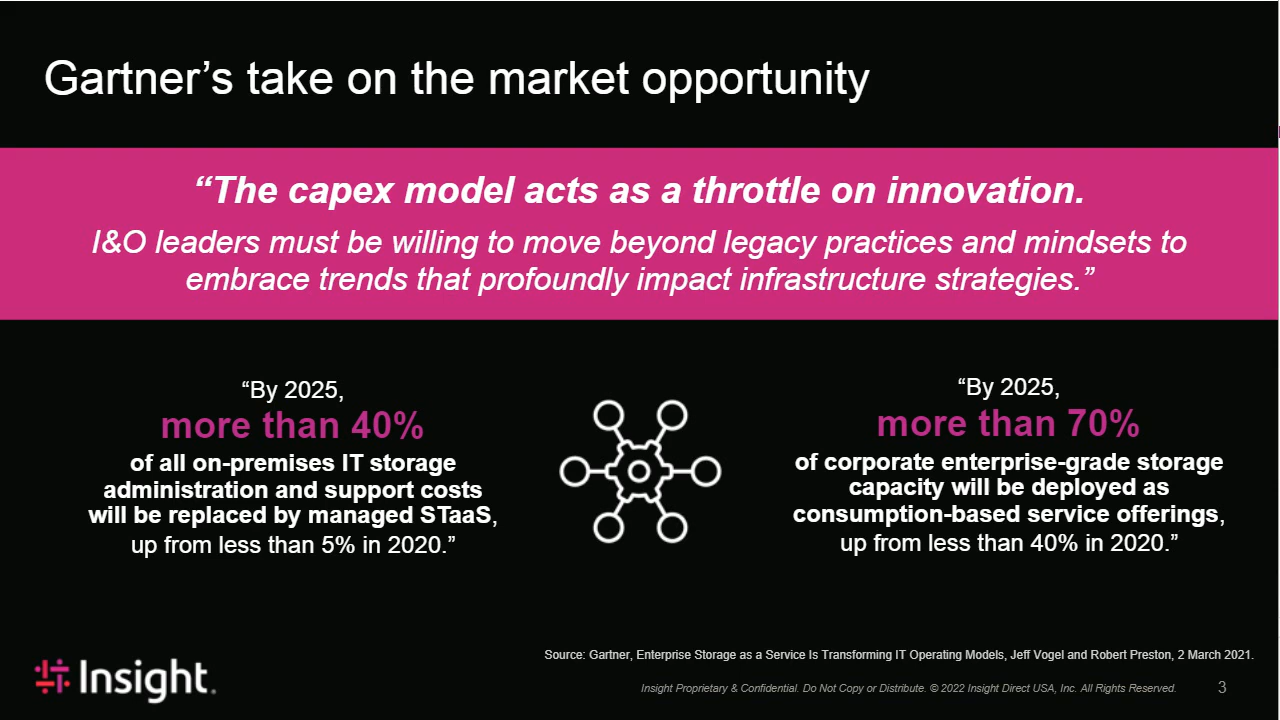 Gartner’s take on the market opportunity
“The capex model acts as a throttle on innovation.
I&O leaders must be willing to move beyond legacy practices and mindsets to
embrace trends that profoundly impact infrastructure strategies.”
“By 2025,
more than 40%
of all on-premises IT storage
administration and support costs
will be replaced by managed STaaS,
up from less than 5% in 2020.”
“By 2025,
more than 70%
of corporate enterprise-grade storage
capacity will be deployed as
consumption-based service offerings,
up from less than 40% in 2020.”
Source: Gartner, Enterprise Storage as a Service Is Transforming IT Operating Models, Jeff Vogel and Robert Preston, 2 March 2021.
Insight.
Insight Proprietary & Confidential. Do Not Copy or Distribute. © 2022 Insight Direct USA, Inc. All Rights Reserved.
3